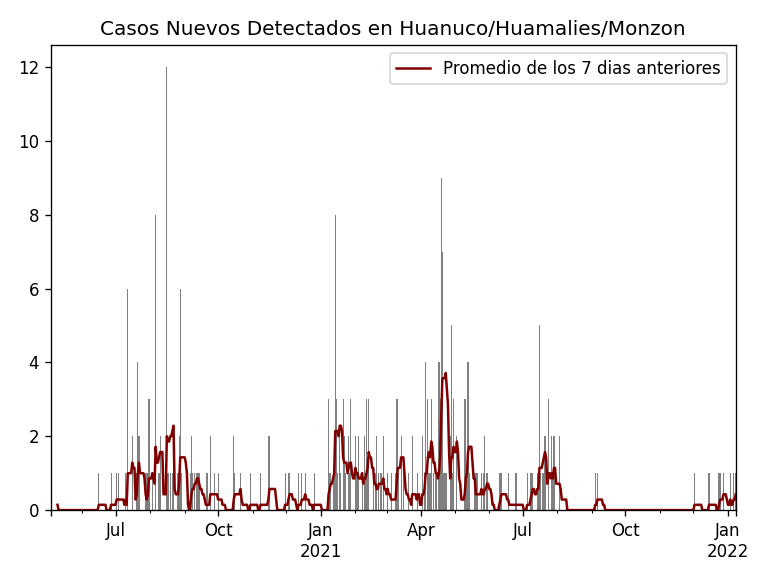 Casos Nuevos Detectados en Huanuco/Huamalies/Monzon
Promedio de los 7 dias anteriores
12
10
8
6
4
2
0
Jul
Oct
Jan
2021
Apr
Jul
Oct
Jan
2022